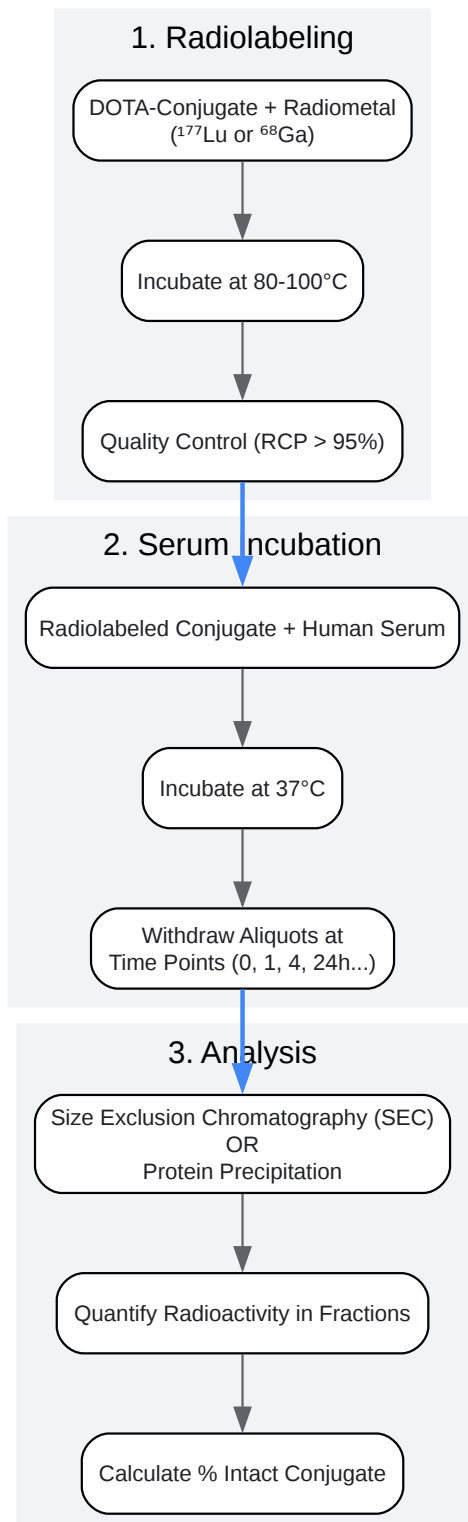 1. Radiolabeling
DOTA-Conjugate + Radiometal
(¹⁷⁷Lu or ⁶⁸Ga)
Incubate at 80-100°C
Quality Control (RCP > 95%)
2. Serum Incubation
Radiolabeled Conjugate + Human Serum
Incubate at 37°C
Withdraw Aliquots at
Time Points (0, 1, 4, 24h...)
3. Analysis
Size Exclusion Chromatography (SEC)
OR
Protein Precipitation
Quantify Radioactivity in Fractions
Calculate % Intact Conjugate